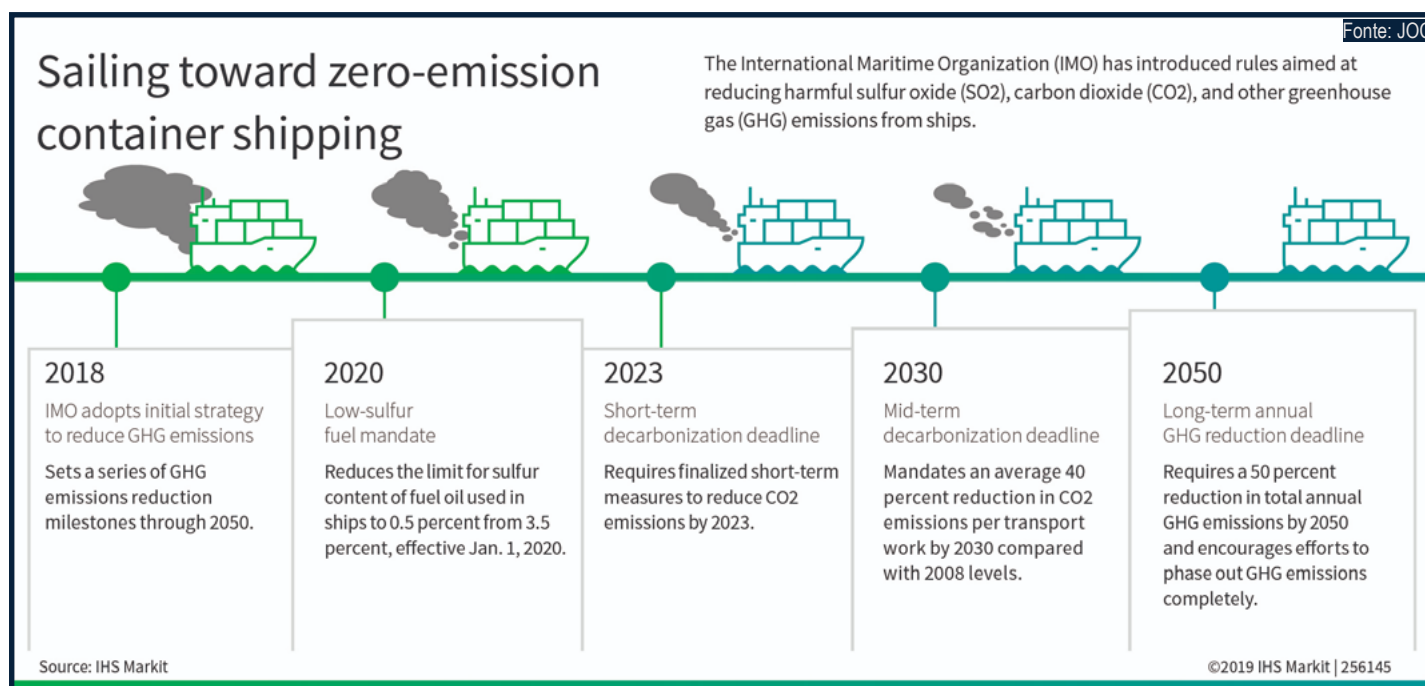 Fonte: JOC
Sailing toward zero-emission
container shipping
The International Maritime Organization (IMO) has introduced rules aimed at
reducing harmful sulfur oxide (SO2), carbon dioxide (CO2), and other greenhouse
gas (GHG) emissions from ships.
2018
IMO adopts initial strategy
to reduce GHG emissions
Sets a series of GHG
emissions reduction
milestones through 2050.
2020
Low-sulfur
fuel mandate
Reduces the limit for sulfur
content of fuel oil used in
ships to 0.5 percent from 3.5
percent, effective Jan. 1, 2020.
2023
Short-term
decarbonization deadline
Requires finalized short-term
measures to reduce CO2
emissions by 2023.
2030
Mid-term
decarbonization deadline
Mandates an average 40
percent reduction in CO2
emissions per transport
work by 2030 compared
with 2008 levels.
2050
Long-term annual
GHG reduction deadline
Requires a 50 percent
reduction in total annual
GHG emissions by 2050
and encourages efforts to
phase out GHG emissions
completely.
Source: IHS Markit
©2019 IHS Markit | 256145